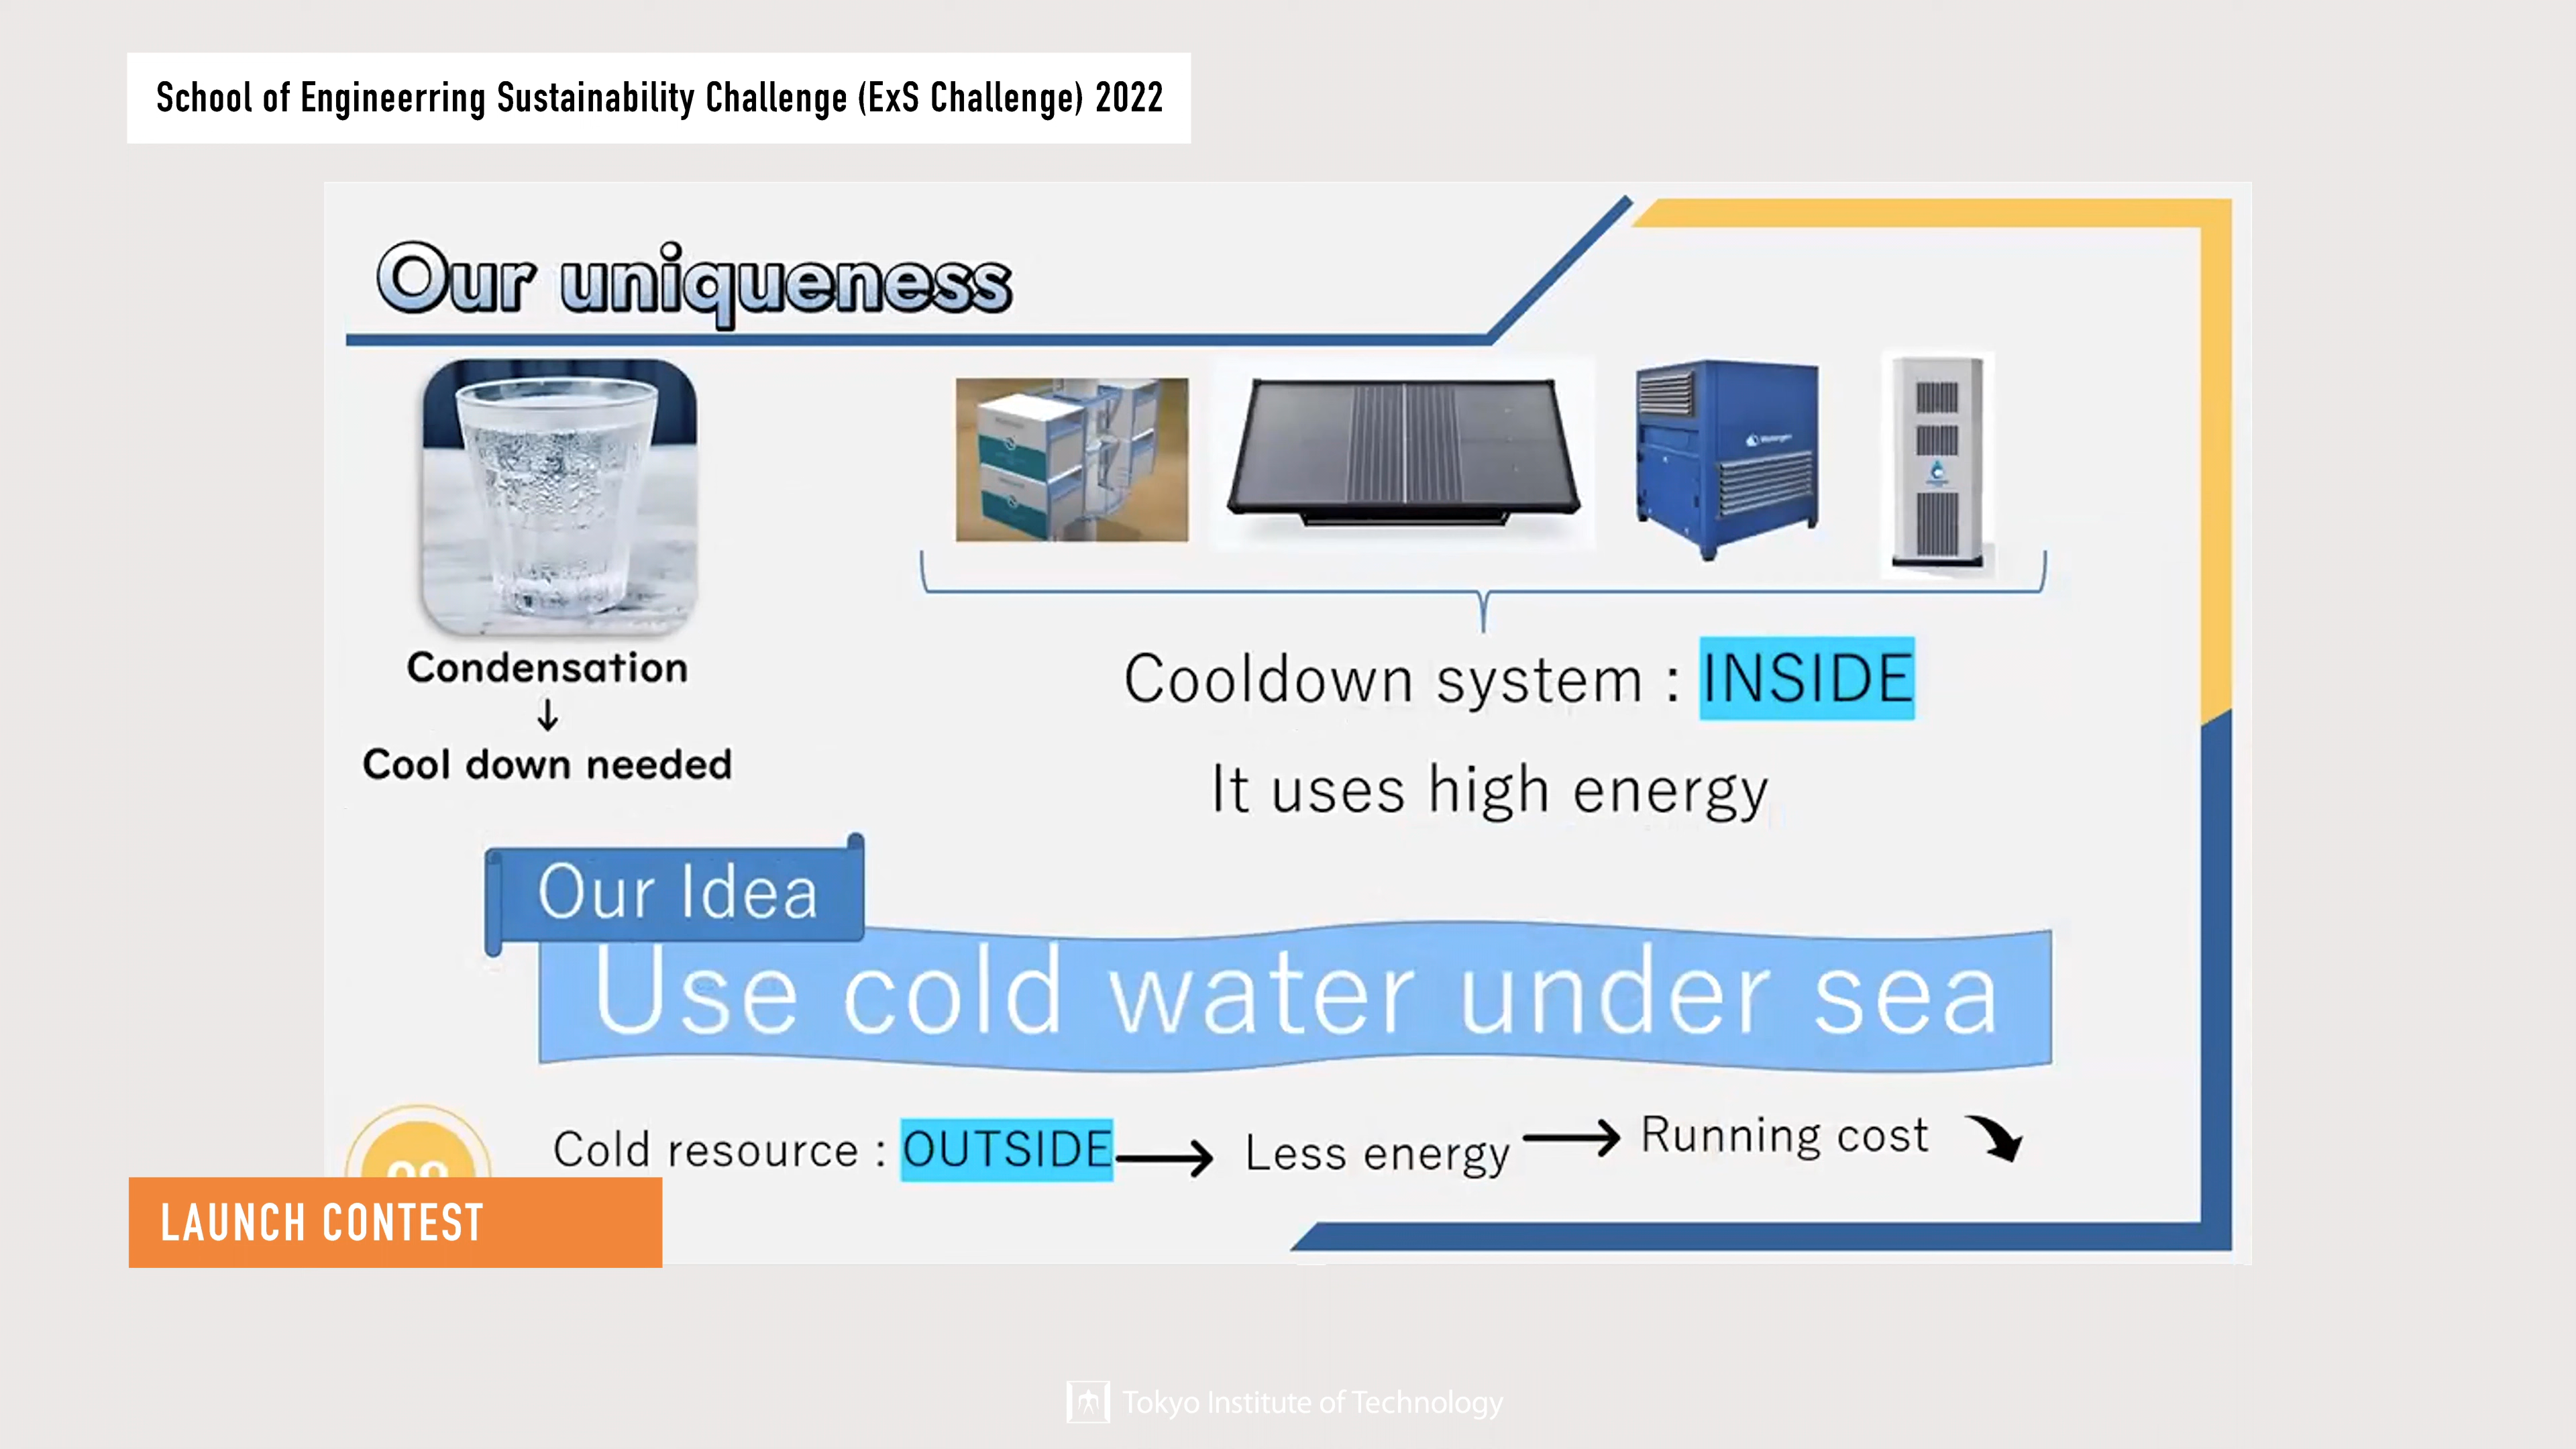 School of Engineerring Sustainability Challenge (ExS Challenge) 2022
Our uniqueness
Condensation
↓
Cool down needed
Cooldown system : INSIDE
It uses high energy
Our Idea
Use cold water under sea
Cold resource : OUTSIDE → Less energy → Running cost
LAUNCH CONTEST
Tokyo Institute of Technology